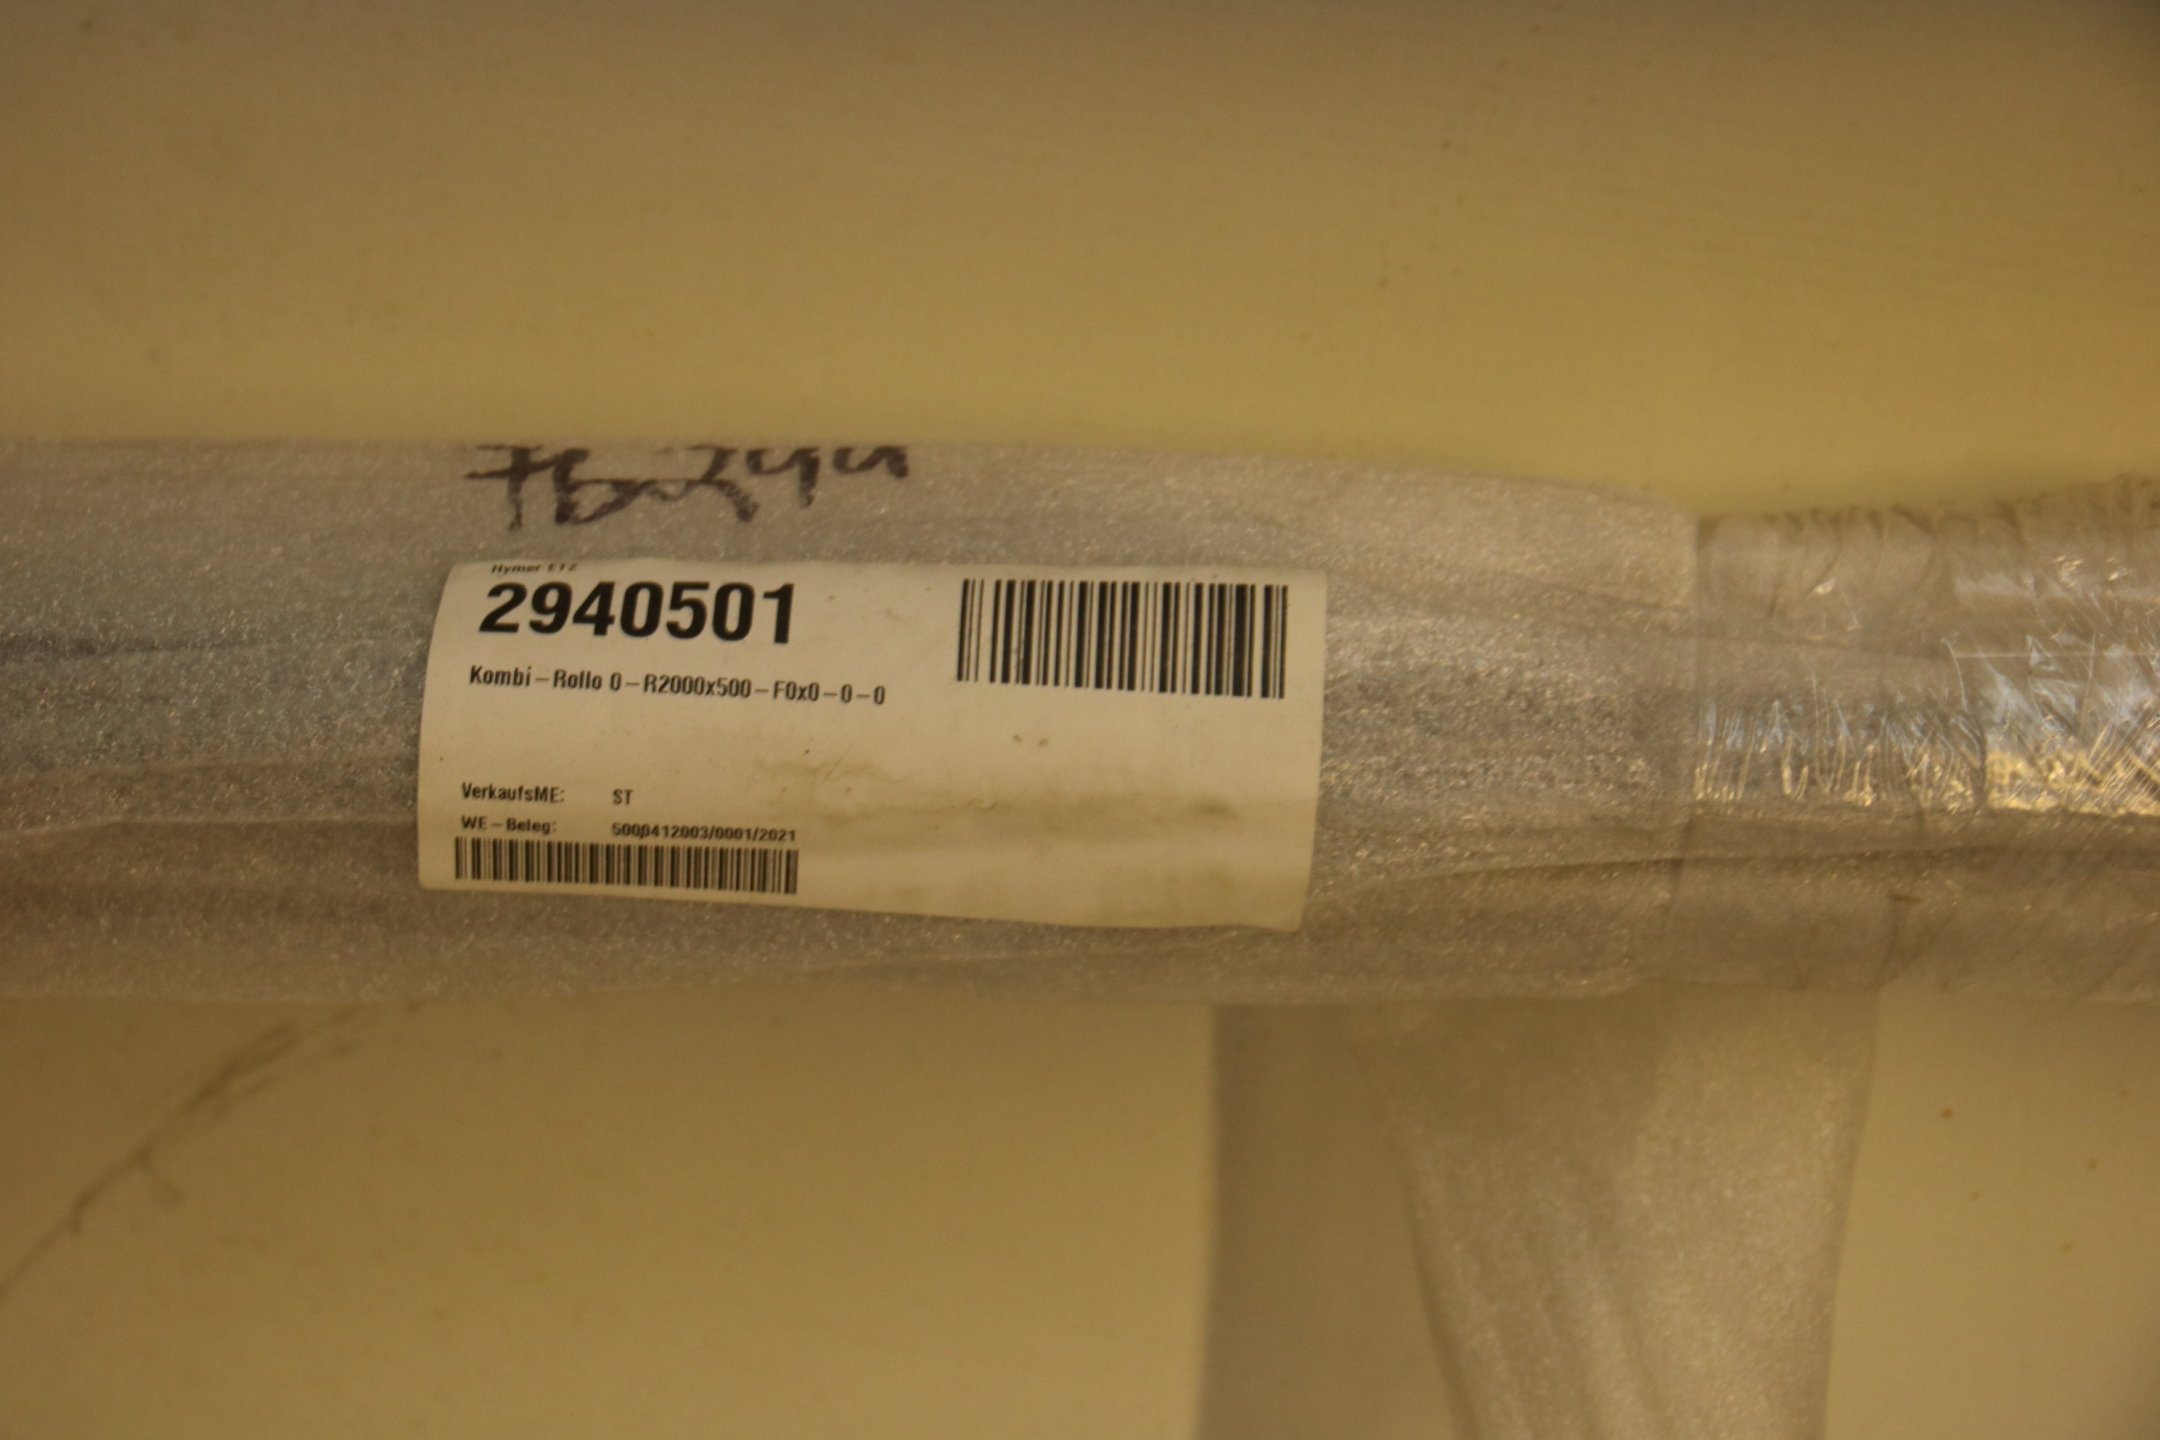 Hymer ETZ
2940501
Kombi-Rollo 0-R2000x500-F0x0-0-0
VerkaufsME: ST
WE-Beleg: 5000412003/0001/2021